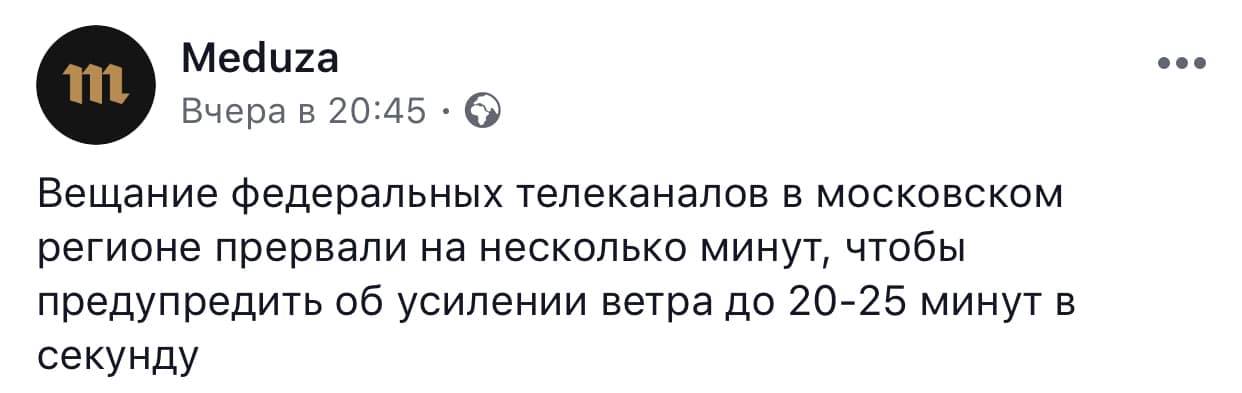 Meduza
Вчера в 20:45 ·
Вещание федеральных телеканалов в московском
регионе прервали на несколько минут, чтобы
предупредить об усилении ветра до 20-25 минут в
секунду